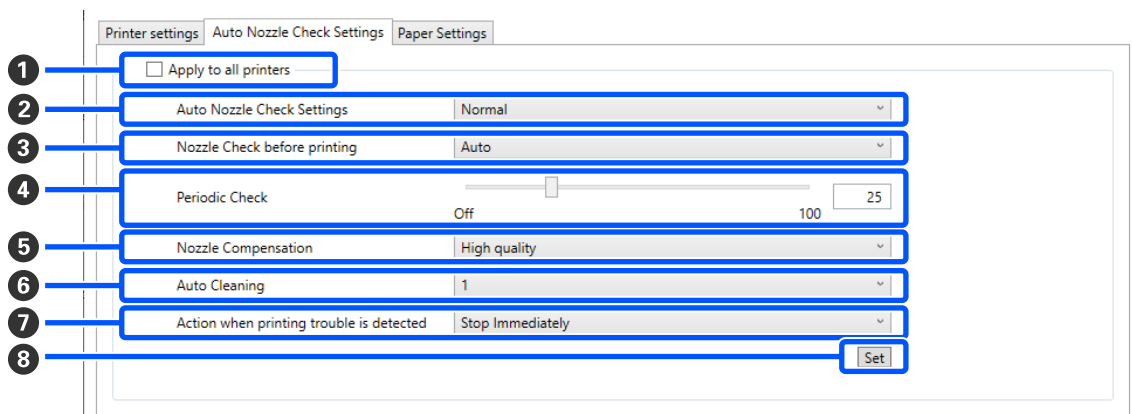 Printer settings Auto Nozzle Check Settings Paper Settings
1 Apply to all printers
2 Auto Nozzle Check Settings Normal
3 Nozzle Check before printing Auto
4 Periodic Check 25
Off 100
5 Nozzle Compensation High quality
6 Auto Cleaning 1
7 Action when printing trouble is detected Stop Immediately
8 Set